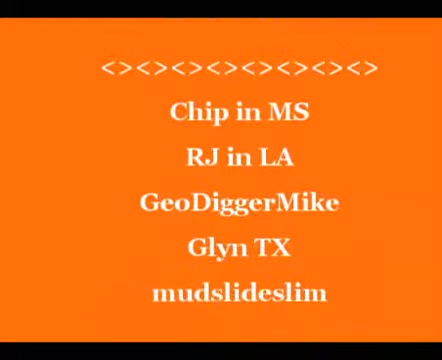 <><><><><><><><>
Chip in MS
RJ in LA
GeoDiggerMike
Glyn TX
mudslideslim